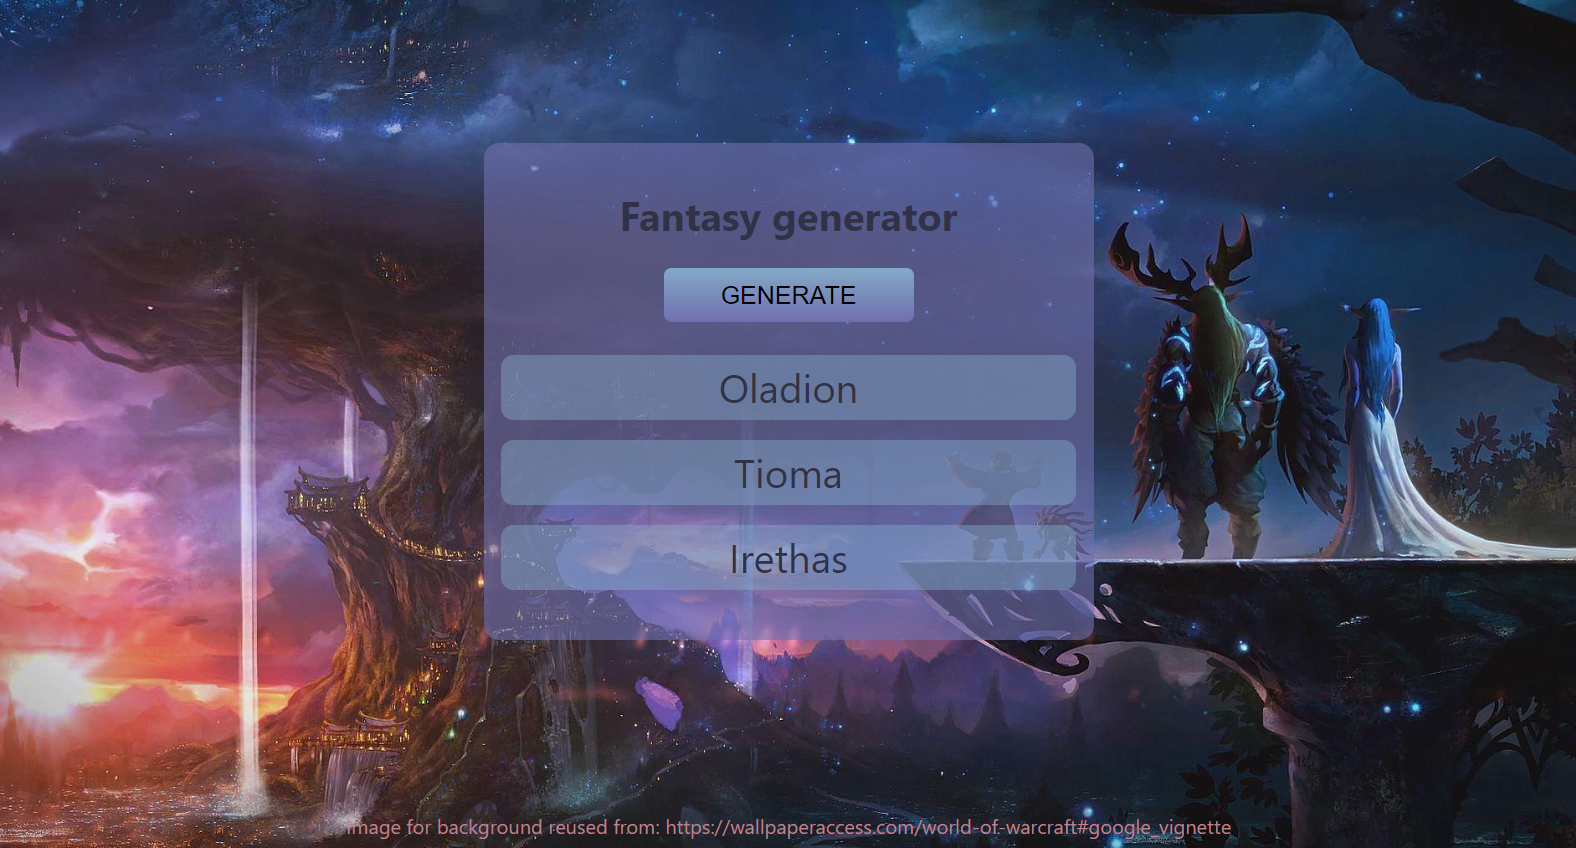 Fantasy generator
GENERATE
Oladion
Tioma
Irethas
Image for background reused from: https://wallpaperaccess.com/world-of-warcraft#google_vignette